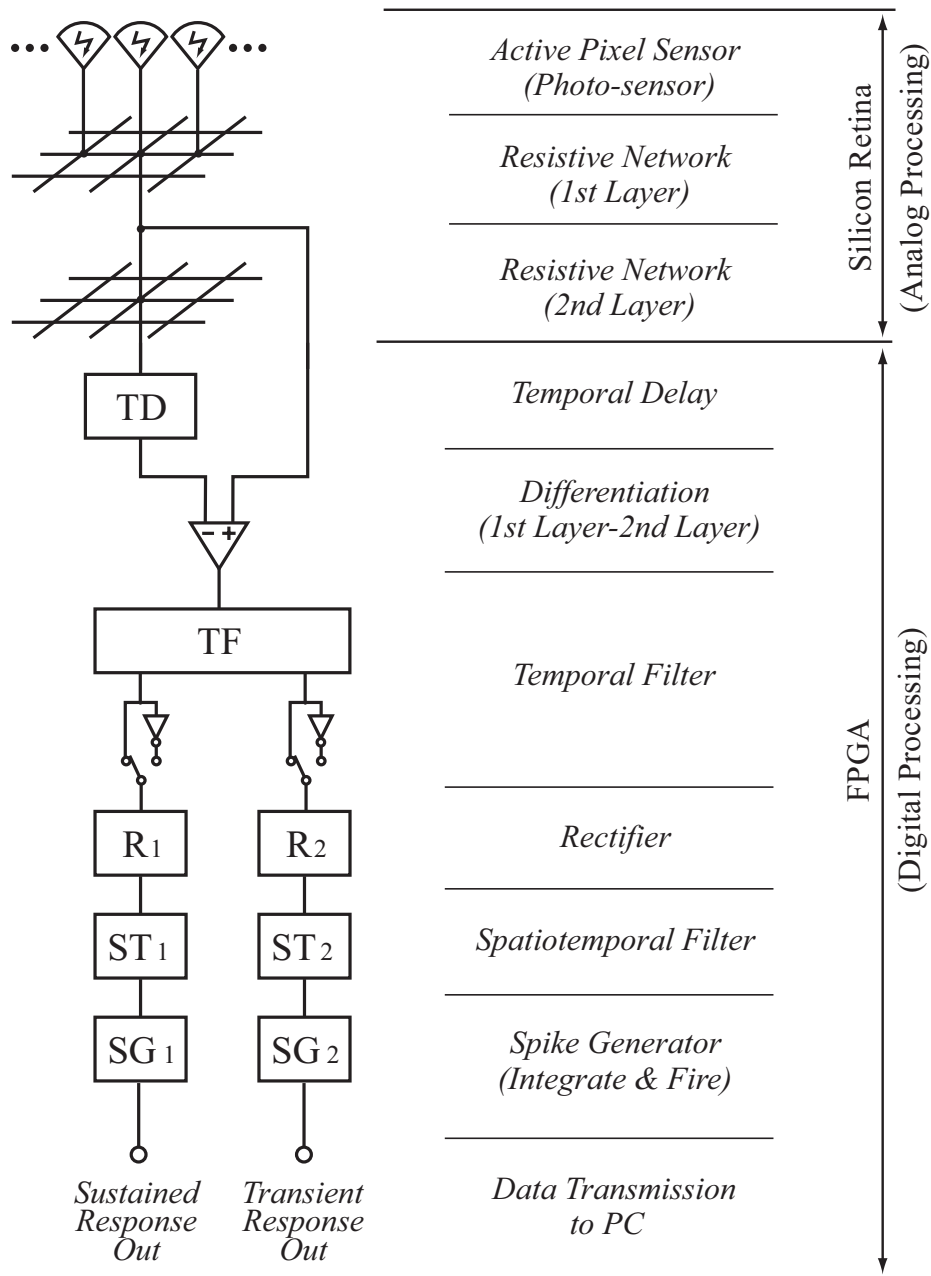 Active Pixel Sensor
(Photo-sensor)
Resistive Network
(1st Layer)
Resistive Network
(2nd Layer)
Silicon Retina
(Analog Processing)
TD
Temporal Delay
Differentiation
(1st Layer-2nd Layer)
- +
TF
Temporal Filter
FPGA
(Digital Processing)
R1
R2
Rectifier
ST1
ST2
Spatiotemporal Filter
SG1
SG2
Spike Generator
(Integrate & Fire)
Sustained
Response
Out
Transient
Response
Out
Data Transmission
to PC